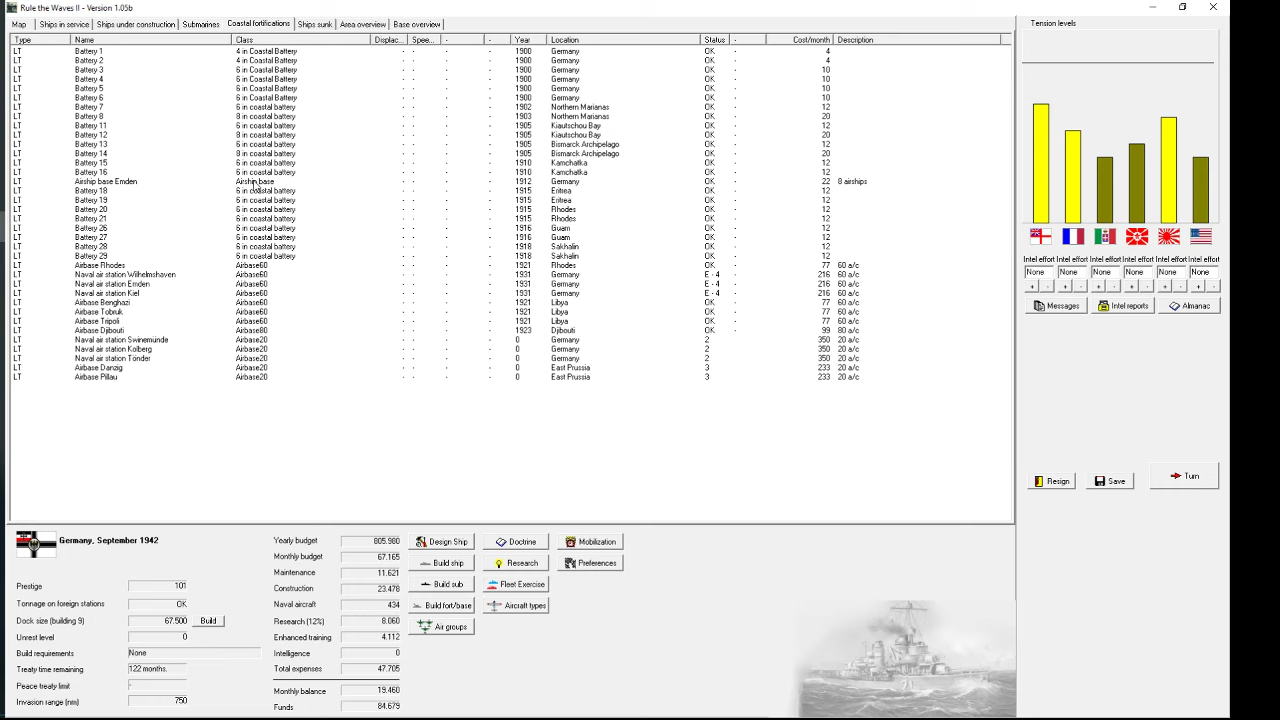 Rule the Waves II - Version 1.05b
Map Ships in service Ships under construction Submarines Coastal fortifications Ships sunk Area overview Base overview
Type Name Class Displac... Spee... - - Year Location Status - Cost/month Description
LT Battery 1 4 in Coastal Battery - - - - 1900 Germany OK - 4
LT Battery 2 4 in Coastal Battery - - - - 1900 Germany OK - 4
LT Battery 3 6 in Coastal Battery - - - - 1900 Germany OK - 10
LT Battery 4 6 in Coastal Battery - - - - 1900 Germany OK - 10
LT Battery 5 6 in Coastal Battery - - - - 1900 Germany OK - 10
LT Battery 6 6 in Coastal Battery - - - - 1900 Germany OK - 10
LT Battery 7 6 in coastal battery - - - - 1902 Northern Marianas OK - 12
LT Battery 8 8 in coastal battery - - - - 1903 Northern Marianas OK - 20
LT Battery 11 6 in coastal battery - - - - 1905 Kiautschou Bay OK - 12
LT Battery 12 8 in coastal battery - - - - 1905 Kiautschou Bay OK - 20
LT Battery 13 6 in coastal battery - - - - 1905 Bismarck Archipelago OK - 12
LT Battery 14 8 in coastal battery - - - - 1905 Bismarck Archipelago OK - 20
LT Battery 15 6 in coastal battery - - - - 1910 Kamchatka OK - 12
LT Battery 16 6 in coastal battery - - - - 1910 Kamchatka OK - 12
LT Airship base Emden Airship base - - - - 1912 Germany OK - 22 8 airships
LT Battery 18 6 in coastal battery - - - - 1915 Eritrea OK - 12
LT Battery 19 6 in coastal battery - - - - 1915 Eritrea OK - 12
LT Battery 20 6 in coastal battery - - - - 1915 Rhodes OK - 12
LT Battery 21 6 in coastal battery - - - - 1915 Rhodes OK - 12
LT Battery 26 6 in coastal battery - - - - 1916 Guam OK - 12
LT Battery 27 6 in coastal battery - - - - 1916 Guam OK - 12
LT Battery 28 6 in coastal battery - - - - 1918 Sakhalin OK - 12
LT Battery 29 6 in coastal battery - - - - 1918 Sakhalin OK - 12
LT Airbase Rhodes Airbase60 - - - - 1921 Rhodes OK - 77 60 a/c
LT Naval air station Wilhelmshaven Airbase60 - - - - 1931 Germany E - 4 - 216 60 a/c
LT Naval air station Emden Airbase60 - - - - 1931 Germany E - 4 - 216 60 a/c
LT Naval air station Kiel Airbase60 - - - - 1931 Germany E - 4 - 216 60 a/c
LT Airbase Benghazi Airbase60 - - - - 1921 Libya OK - 77 60 a/c
LT Airbase Tobruk Airbase60 - - - - 1921 Libya OK - 77 60 a/c
LT Airbase Tripoli Airbase60 - - - - 1921 Libya OK - 77 60 a/c
LT Airbase Djibouti Airbase80 - - - - 1923 Djibouti OK - 99 80 a/c
LT Naval air station Swinemünde Airbase20 - - - - 0 Germany 2 - 350 20 a/c
LT Naval air station Kolberg Airbase20 - - - - 0 Germany 2 - 350 20 a/c
LT Naval air station Tönder Airbase20 - - - - 0 Germany 2 - 350 20 a/c
LT Airbase Danzig Airbase20 - - - - 0 East Prussia 3 - 233 20 a/c
LT Airbase Pillau Airbase20 - - - - 0 East Prussia 3 - 233 20 a/c
Tension levels
Intel effort Intel effort Intel effort Intel effort Intel effort Intel effort
None None None None None None
+ - + - + - + - + - + -
Messages Intel reports Almanac
Resign Save Turn
Germany, September 1942
Prestige 101
Tonnage on foreign stations OK
Dock size (building 9) 67.500 Build
Unrest level 0
Build requirements None
Treaty time remaining 122 months.
Peace treaty limit -
Invasion range (nm) 750
Yearly budget 805.980
Monthly budget 67.165
Maintenance 11.621
Construction 23.478
Naval aircraft 434
Research (12%) 8.060
Enhanced training 4.112
Intelligence 0
Total expenses 47.705
Monthly balance 19.460
Funds 84.679
Design Ship Doctrine Mobilization
Build ship Research Preferences
Build sub Fleet Exercise
Build fort/base Aircraft types
Air groups